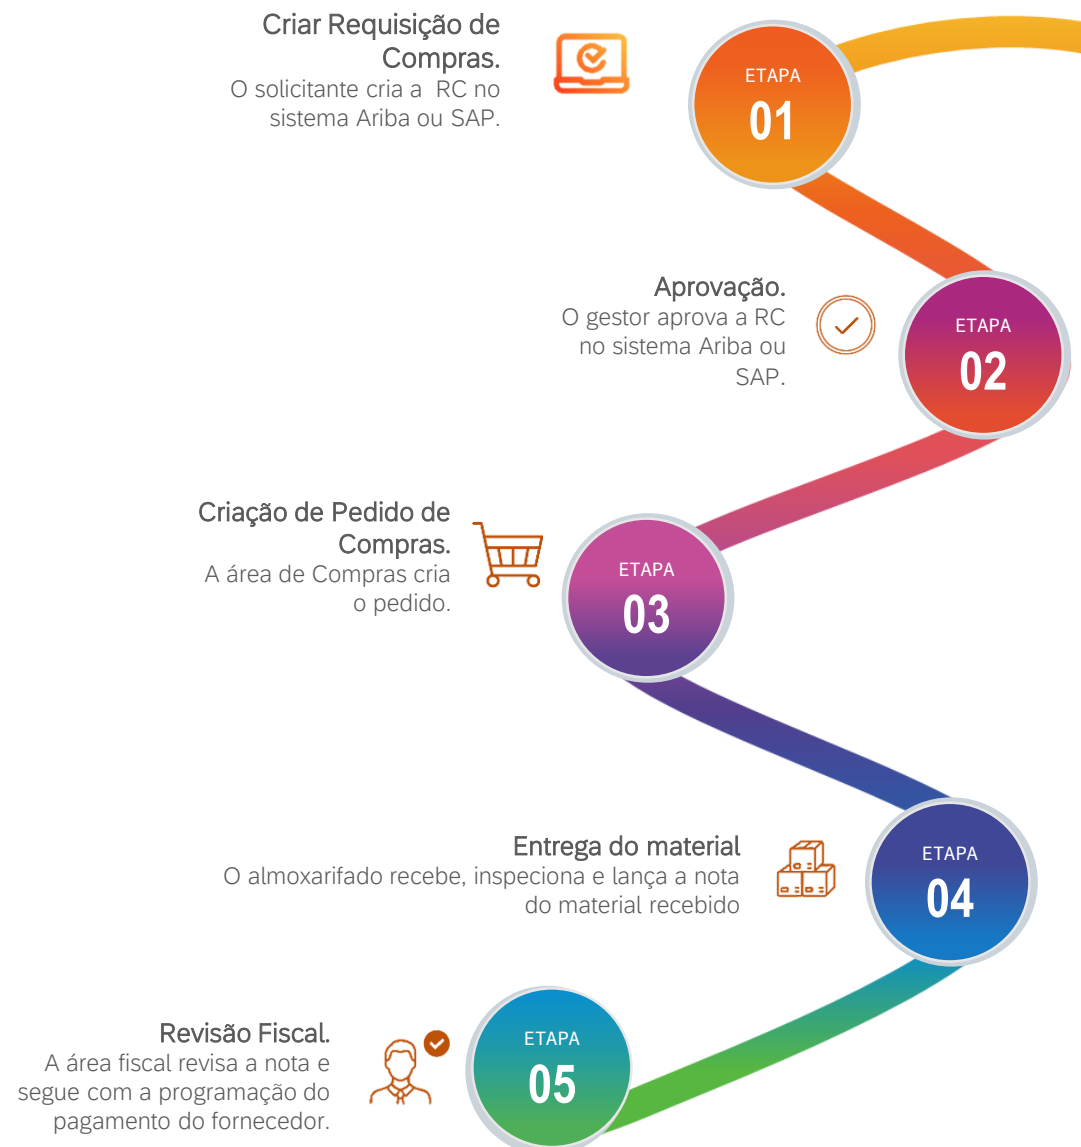 Criar Requisição de
Compras.
O solicitante cria a  RC no
sistema Ariba ou SAP.
ETAPA
01
Aprovação.
O gestor aprova a RC
no sistema Ariba ou
SAP.
ETAPA
02
Criação de Pedido de
Compras.
A área de Compras cria
o pedido.
ETAPA
03
Entrega do material
O almoxarifado recebe, inspeciona e lança a nota
do material recebido
ETAPA
04
Revisão Fiscal.
A área fiscal revisa a nota e
segue com a programação do
pagamento do fornecedor.
ETAPA
05